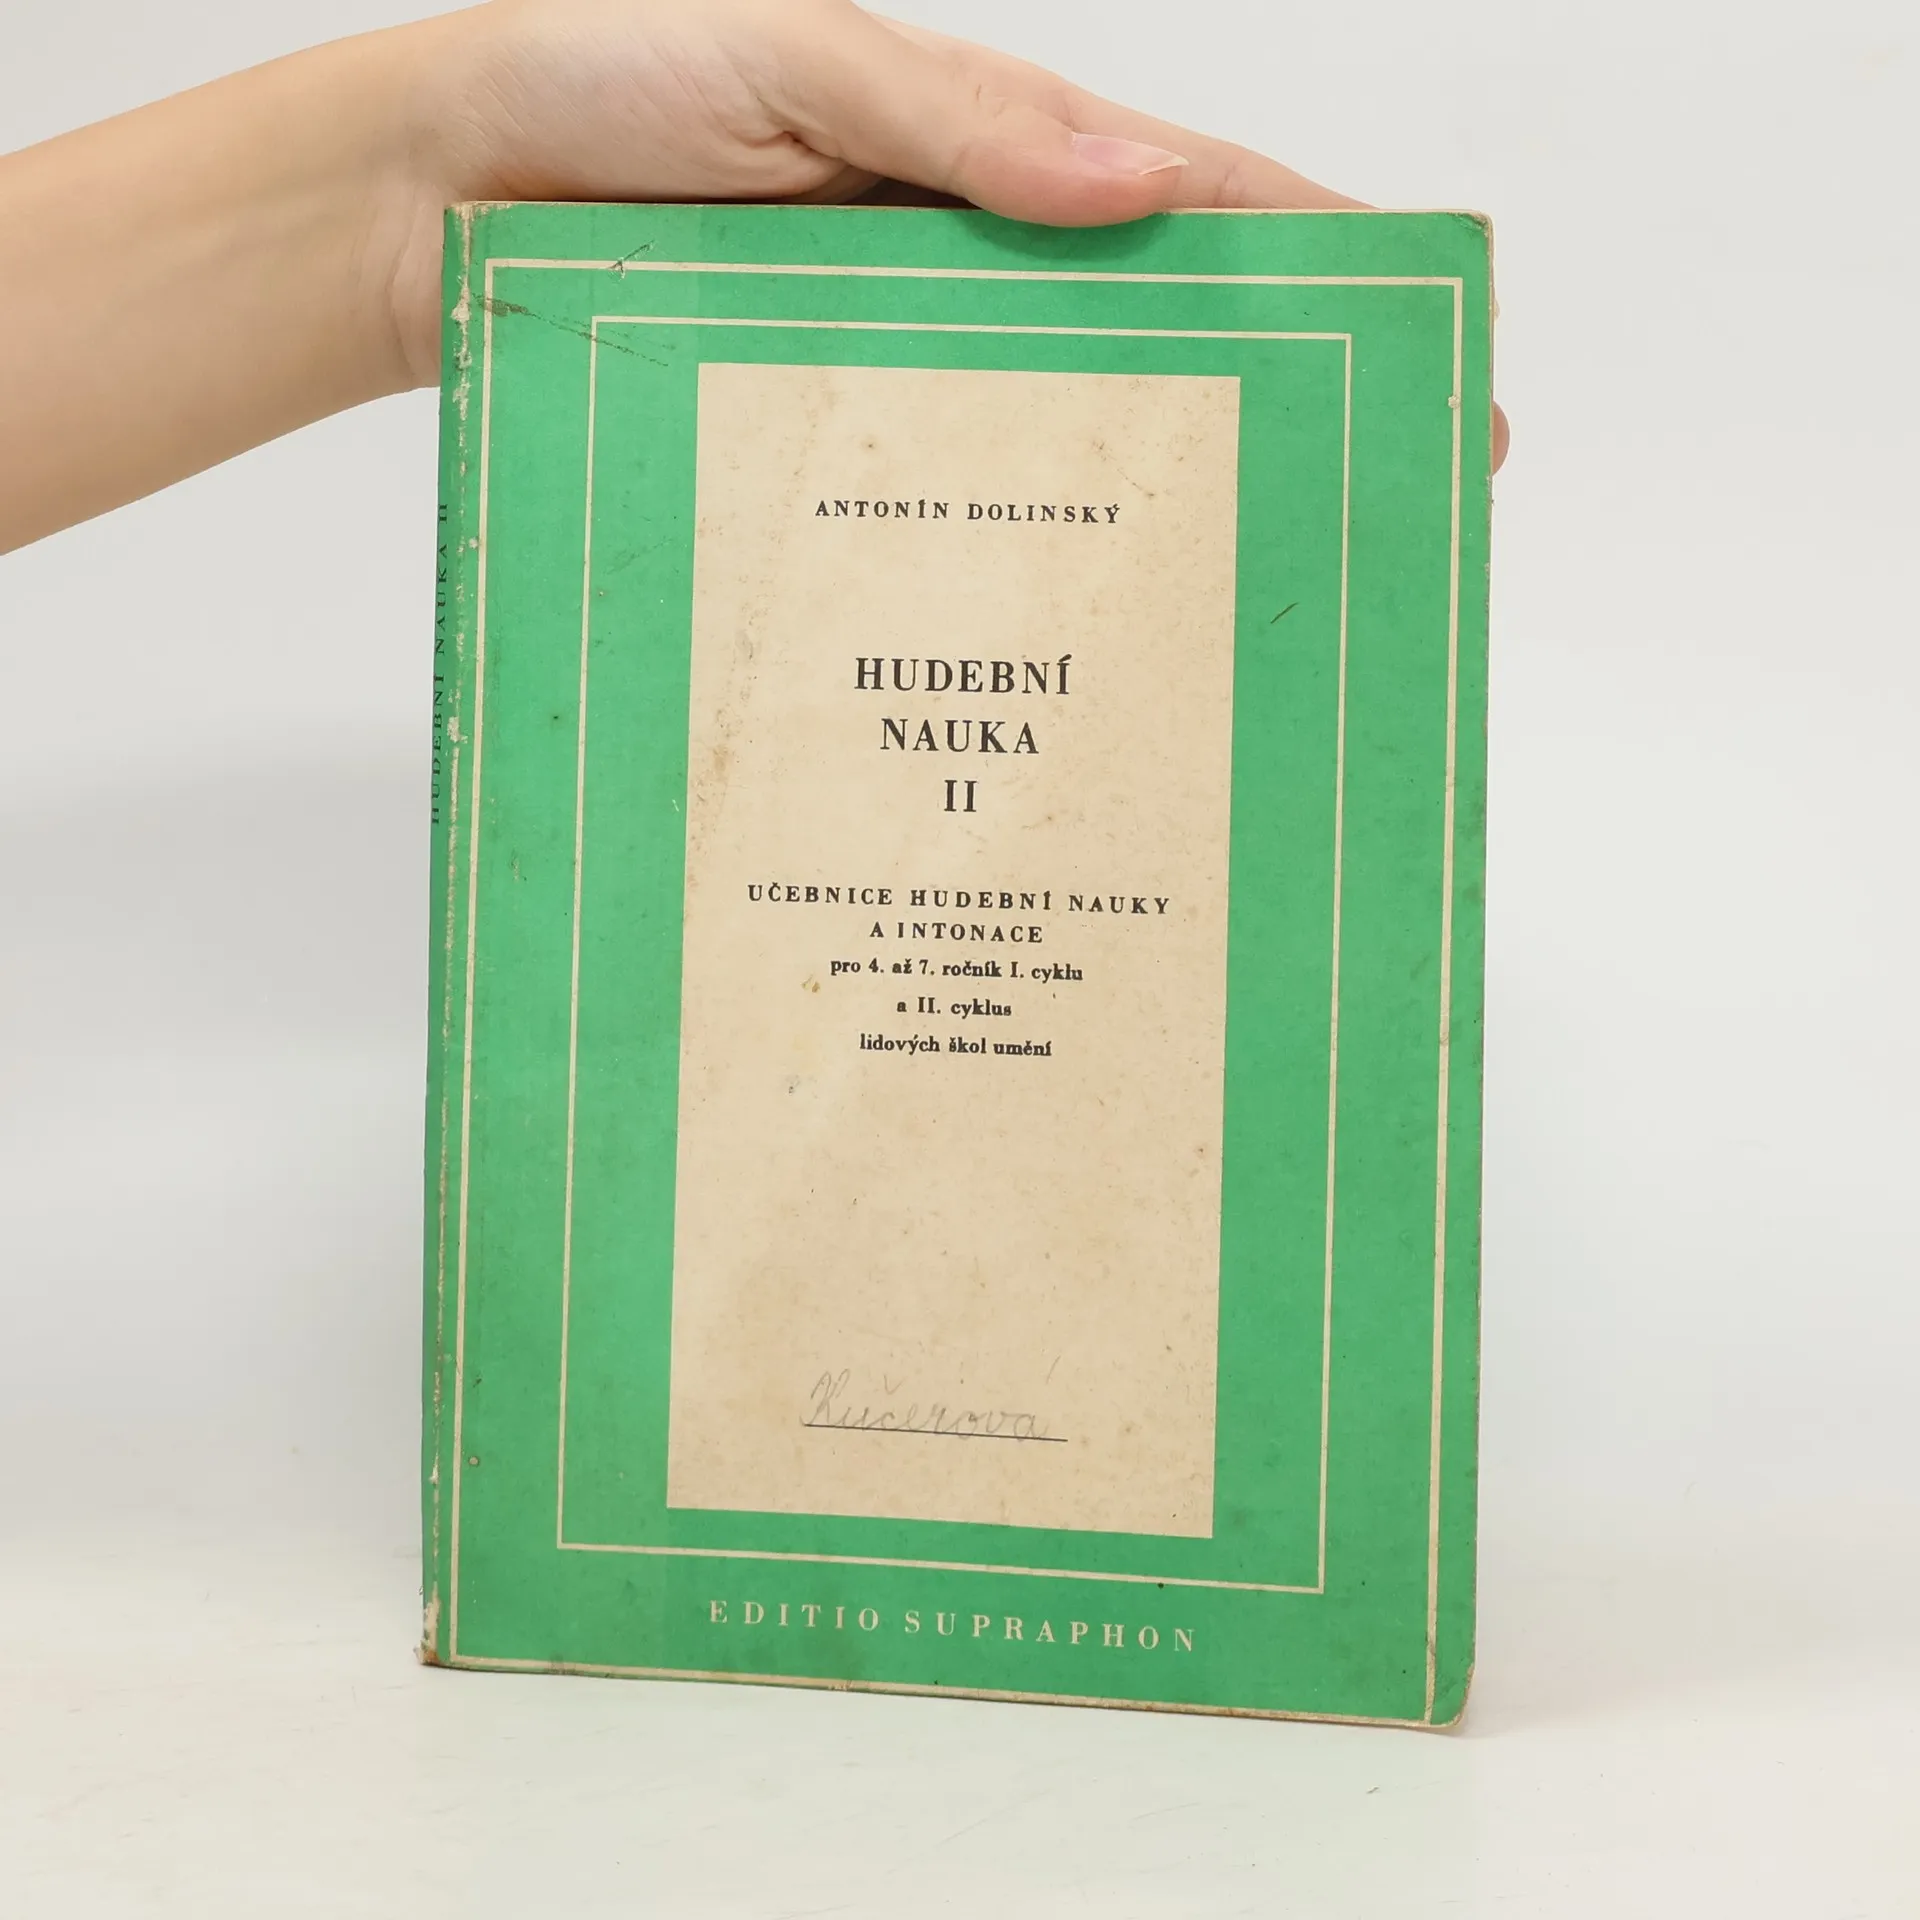 ANTONÍN DOLINSKÝ
HUDEBNÍ
NAUKA
II
UČEBNICE HUDEBNÍ NAUKY
A INTONACE
pro 4. až 7. ročník I. cyklu
a II. cyklus
lidových škol umění
Kučerová
EDITIO SUPRAPHON
HUDEBNÍ NAUKA II